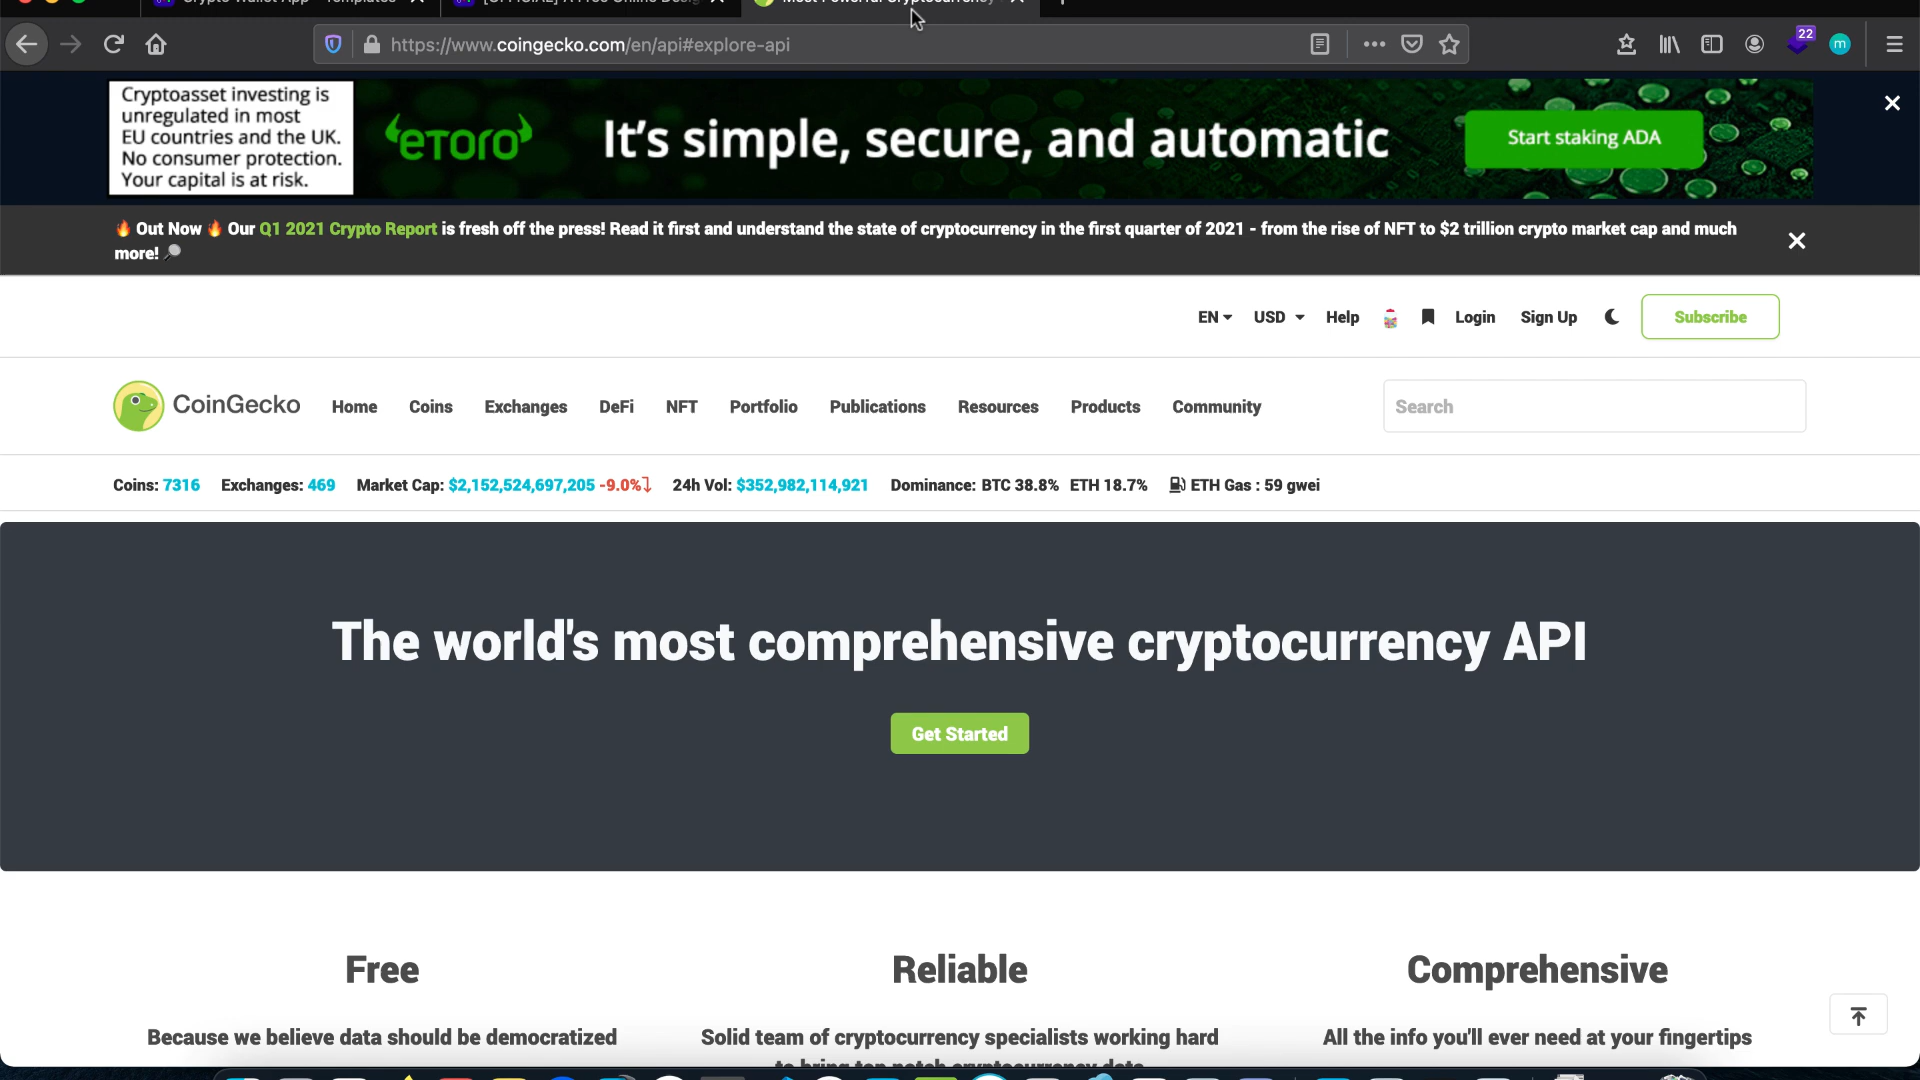 https://www.coingecko.com/en/api#explore-api
22
m
Cryptoasset investing is
unregulated in most
EU countries and the UK.
No consumer protection.
Your capital is at risk.
eTORO
It's simple, secure, and automatic
Start staking ADA
Out Now Our Q1 2021 Crypto Report is fresh off the press! Read it first and understand the state of cryptocurrency in the first quarter of 2021 - from the rise of NFT to $2 trillion crypto market cap and much
more!
EN USD Help Login Sign Up Subscribe
CoinGecko Home Coins Exchanges DeFi NFT Portfolio Publications Resources Products Community Search
Coins: 7316 Exchanges: 469 Market Cap: $2,152,524,697,205 -9.0% 24h Vol: $352,982,114,921 Dominance: BTC 38.8% ETH 18.7% ETH Gas : 59 gwei
The world's most comprehensive cryptocurrency API
Get Started
Free Reliable Comprehensive
Because we believe data should be democratized
Solid team of cryptocurrency specialists working hard
to bring top notch cryptocurrency data
All the info you'll ever need at your fingertips